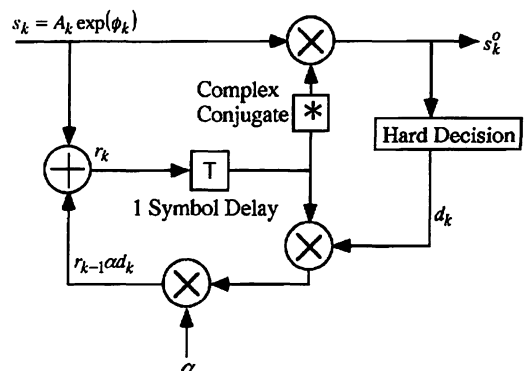 s_k = A_k exp(φ_k)
s_k^o
Complex
Conjugate
*
Hard Decision
r_k
T
1 Symbol Delay
d_k
r_{k-1}αd_k
α